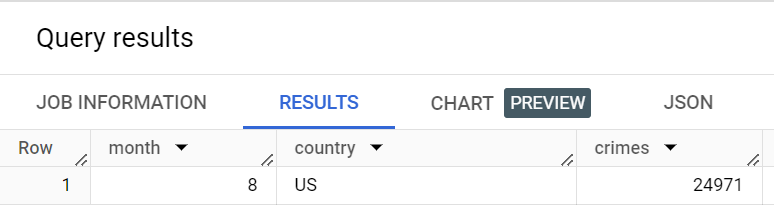 Query results
JOB INFORMATION RESULTS CHART PREVIEW JSON
Row month country crimes
1 8 US 24971